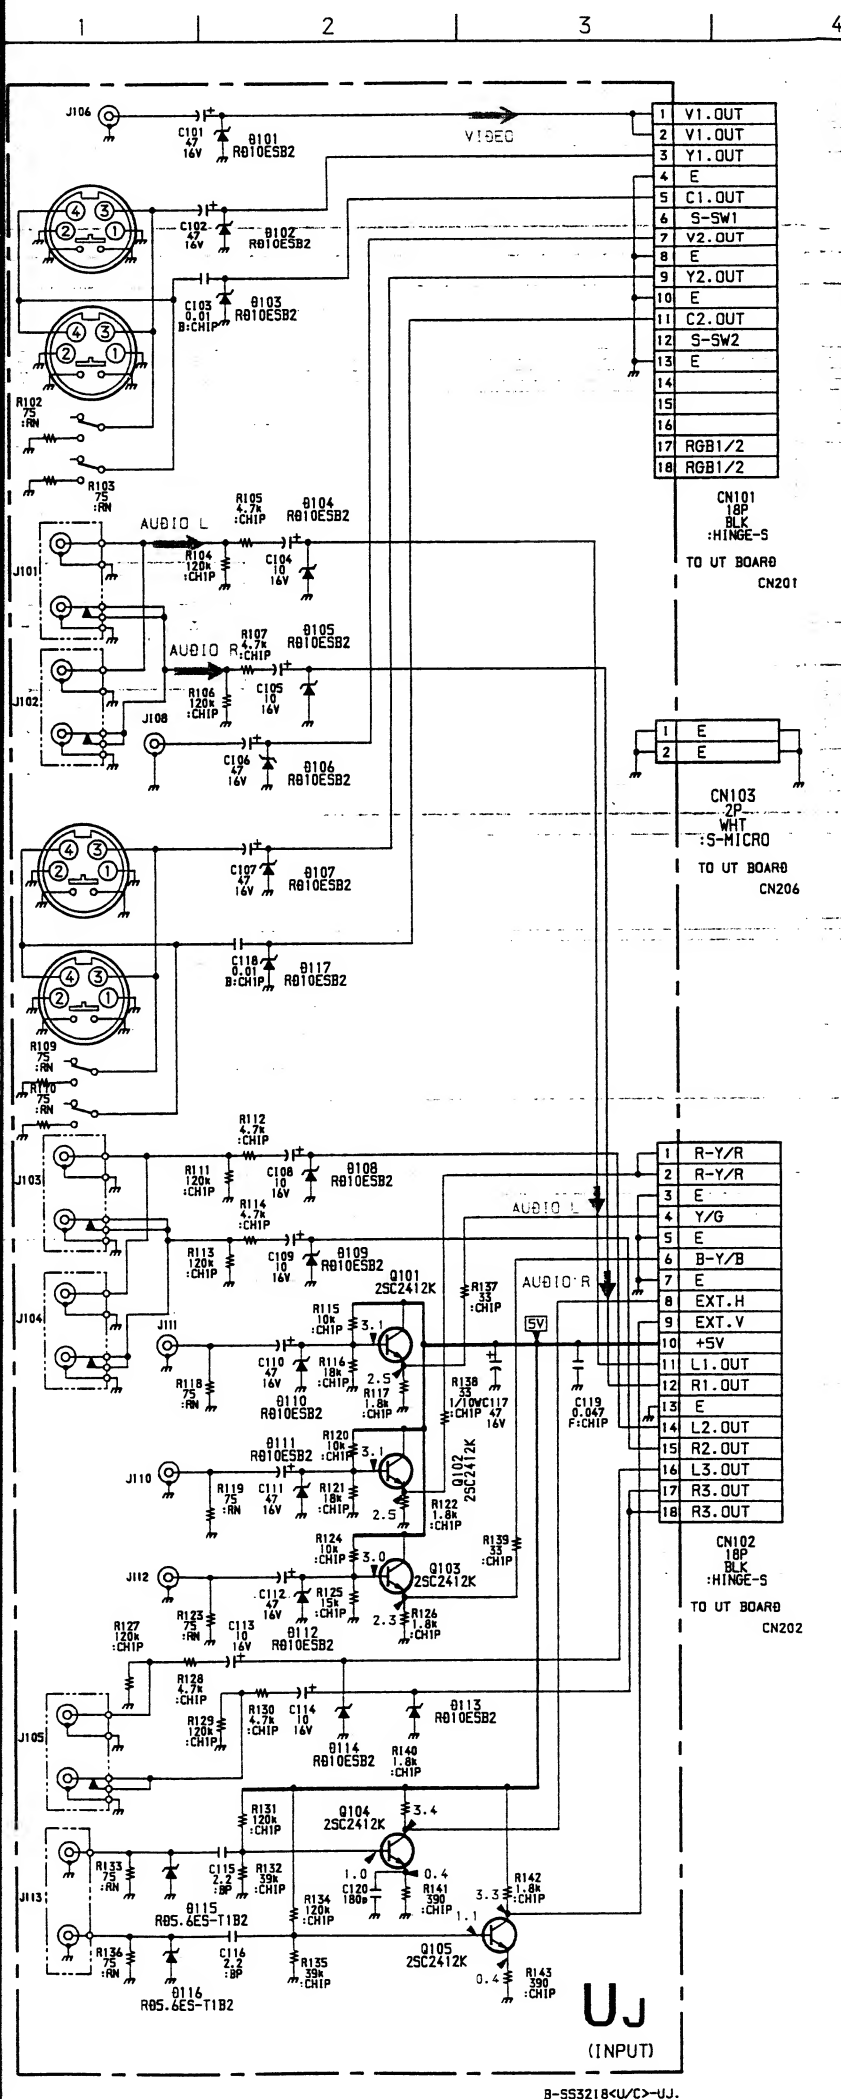 1 2 3 4
J106
C101
47
16V
D101
RD10ESB2
VIDEO
1 V1.OUT
2 V1.OUT
3 Y1.OUT
4 E
5 C1.OUT
6 S-SW1
7 V2.OUT
8 E
9 Y2.OUT
10 E
11 C2.OUT
12 S-SW2
13 E
14
15
16
17 RGB1/2
18 RGB1/2
CN101
18P
BLK
:HINGE-S
TO UT BOARD
CN201
4 3
2 1
C102
47
16V
D102
RD10ESB2
C103
0.01
B:CHIP
D103
RD10ESB2
4 3
2 1
R102
75
:RN
R103
75
:RN
AUDIO L
R105
4.7k
:CHIP
D104
RD10ESB2
R104
120k
:CHIP
C104
10
16V
J101
AUDIO R
R107
4.7k
:CHIP
D105
RD10ESB2
R106
120k
:CHIP
C105
10
16V
J102
J108
C106
47
16V
D106
RD10ESB2
1 E
2 E
CN103
2P
WHT
:S-MICRO
TO UT BOARD
CN206
4 3
2 1
C107
47
16V
D107
RD10ESB2
C118
0.01
B:CHIP
D117
RD10ESB2
4 3
2 1
R109
75
:RN
R110
75
:RN
R112
4.7k
:CHIP
J103
R111
120k
:CHIP
C108
10
16V
D108
RD10ESB2
R114
4.7k
:CHIP
R113
120k
:CHIP
C109
10
16V
D109
RD10ESB2
J104
AUDIO L
AUDIO R
1 R-Y/R
2 R-Y/R
3 E
4 Y/G
5 E
6 B-Y/B
7 E
8 EXT.H
9 EXT.V
10 +5V
11 L1.OUT
12 R1.OUT
13 E
14 L2.OUT
15 R2.OUT
16 L3.OUT
17 R3.OUT
18 R3.OUT
CN102
18P
BLK
:HINGE-S
TO UT BOARD
CN202
Q101
2SC2412K
R115
10k
:CHIP
3.1
R137
33
:CHIP
5V
J111
R118
75
:RN
C110
47
16V
R116
18k
:CHIP
2.5
R117
1.8k
:CHIP
D110
RD10ESB2
R138
33
1/10W
:CHIP
C117
47
16V
C119
0.047
F:CHIP
D111
RD10ESB2
R120
10k
:CHIP
3.1
Q102
2SC2412K
J110
R119
75
:RN
C111
47
16V
R121
18k
:CHIP
2.5
R122
1.8k
:CHIP
R124
10k
:CHIP
3.0
Q103
2SC2412K
R139
33
:CHIP
J112
R123
75
:RN
C112
47
16V
R125
15k
:CHIP
2.3
R126
1.8k
:CHIP
D112
RD10ESB2
R127
120k
:CHIP
C113
10
16V
R128
4.7k
:CHIP
R129
120k
:CHIP
R130
4.7k
:CHIP
C114
10
16V
D113
RD10ESB2
D114
RD10ESB2
J105
R140
1.8k
:CHIP
R131
120k
:CHIP
Q104
2SC2412K
3.4
R133
75
:RN
C115
2.2
:BP
R132
39k
:CHIP
1.0
0.4
C120
180p
R141
390
:CHIP
R142
1.8k
:CHIP
3.3
J113
D115
RD5.6ES-T1B2
R134
120k
:CHIP
1.1
R136
75
:RN
C116
2.2
:BP
R135
39k
:CHIP
Q105
2SC2412K
0.4
R143
390
:CHIP
D116
RD5.6ES-T1B2
UJ
(INPUT)
B-SS3218<U/C>-UJ.